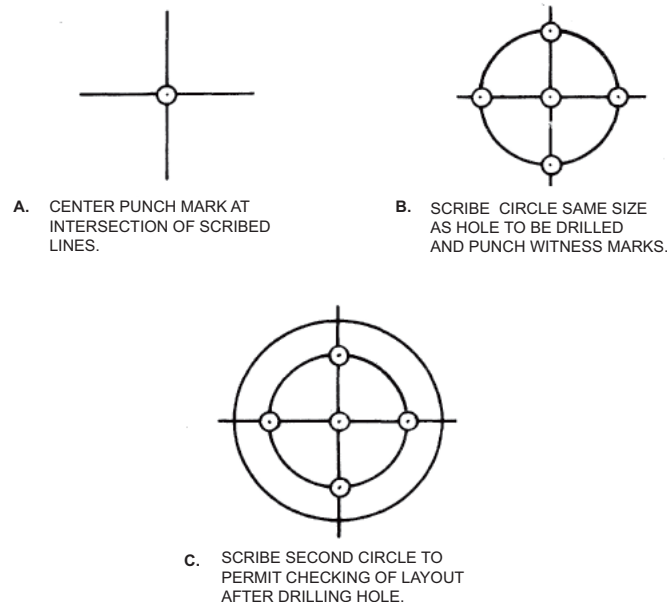 A. CENTER PUNCH MARK AT
INTERSECTION OF SCRIBED
LINES.
B. SCRIBE CIRCLE SAME SIZE
AS HOLE TO BE DRILLED
AND PUNCH WITNESS MARKS.
C. SCRIBE SECOND CIRCLE TO
PERMIT CHECKING OF LAYOUT
AFTER DRILLING HOLE.